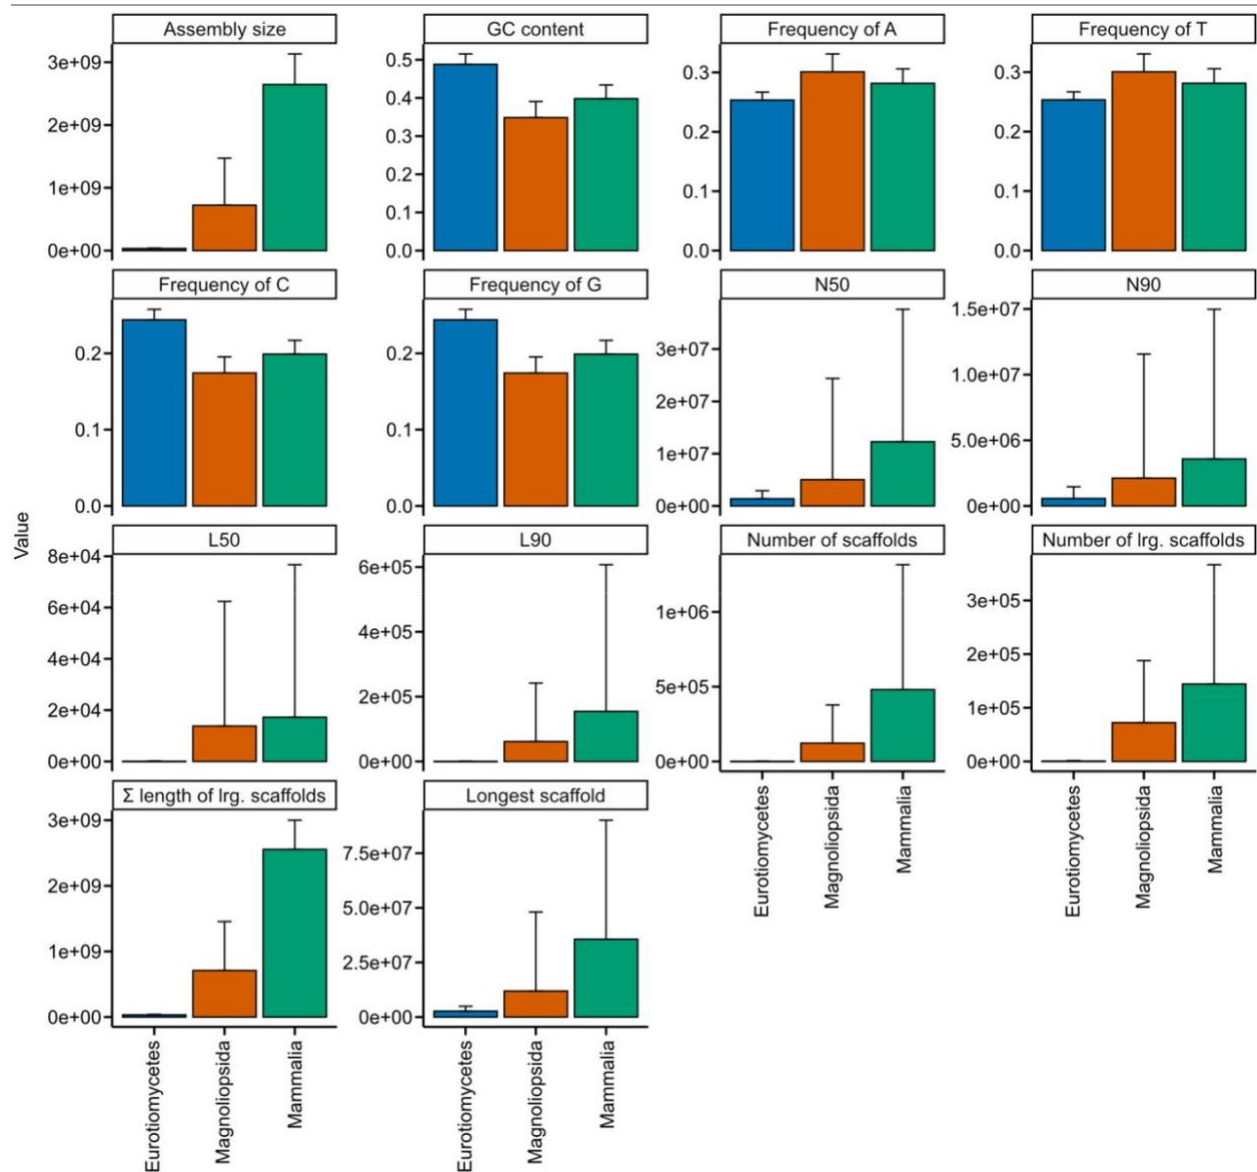 Assembly size
GC content
Frequency of A
Frequency of T
3e+09
2e+09
1e+09
0e+00
0.5
0.4
0.3
0.2
0.1
0.0
0.3
0.2
0.1
0.0
0.3
0.2
0.1
0.0
Frequency of C
Frequency of G
N50
N90
0.2
0.1
0.0
0.2
0.1
0.0
3e+07
2e+07
1e+07
0e+00
1.5e+07
1.0e+07
5.0e+06
0e+00
Value
L50
L90
Number of scaffolds
Number of lrg. scaffolds
8e+04
6e+04
4e+04
2e+04
0e+00
6e+05
4e+05
2e+05
0e+00
1e+06
5e+05
0e+00
3e+05
2e+05
1e+05
0e+00
Eurotiomycetes
Magnoliopsida
Mammalia
Eurotiomycetes
Magnoliopsida
Mammalia
Σ length of lrg. scaffolds
Longest scaffold
3e+09
2e+09
1e+09
0e+00
7.5e+07
5.0e+07
2.5e+07
0e+00
Eurotiomycetes
Magnoliopsida
Mammalia
Eurotiomycetes
Magnoliopsida
Mammalia